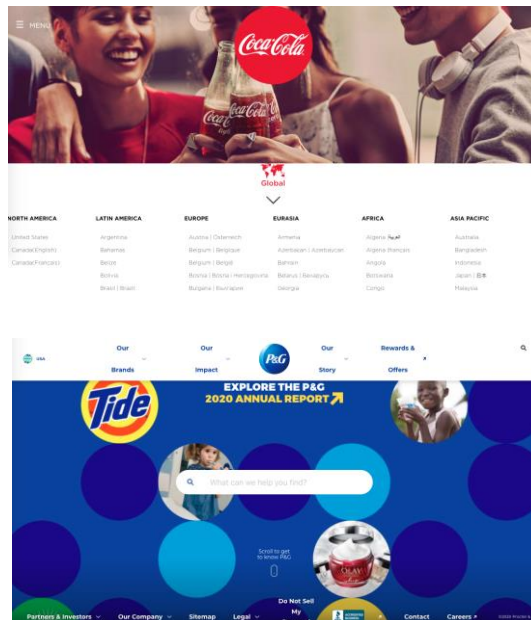 MENU
Coca-Cola
Coca-Cola
Coca-Cola
light
Global
NORTH AMERICA LATIN AMERICA EUROPE EURASIA AFRICA ASIA PACIFIC
United States Argentina Austria | Österreich Armenia Algeria العربية Australia
Canada(English) Bahamas Belgium | Belgique Azerbaijan | Azərbaycan Algeria (Français) Bangladesh
Canada(Français) Belize Belgium | België Bahrain Angola Indonesia
Bolivia Bosnia | Bosna i Hercegovina Belarus | Беларусь Botswana Japan | 日本
Brazil | Brasil Bulgaria | България Georgia Congo Malaysia
USA
Our Brands
Our Impact
P&G
Our Story
Rewards & Offers
Tide
EXPLORE THE P&G
2020 ANNUAL REPORT
What can we help you find?
Scroll to get
to know P&G
OLAY
Do Not Sell
My
Partners & Investors Our Company Sitemap Legal Contact Careers